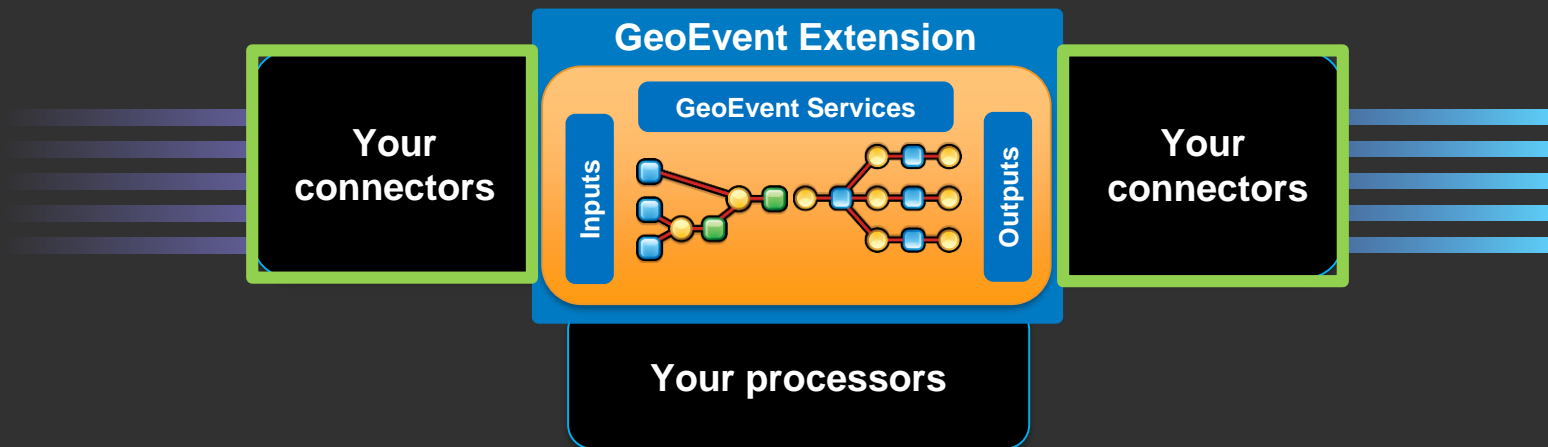 GeoEvent Extension
GeoEvent Services
Your
connectors
Inputs
Outputs
Your
connectors
Your processors